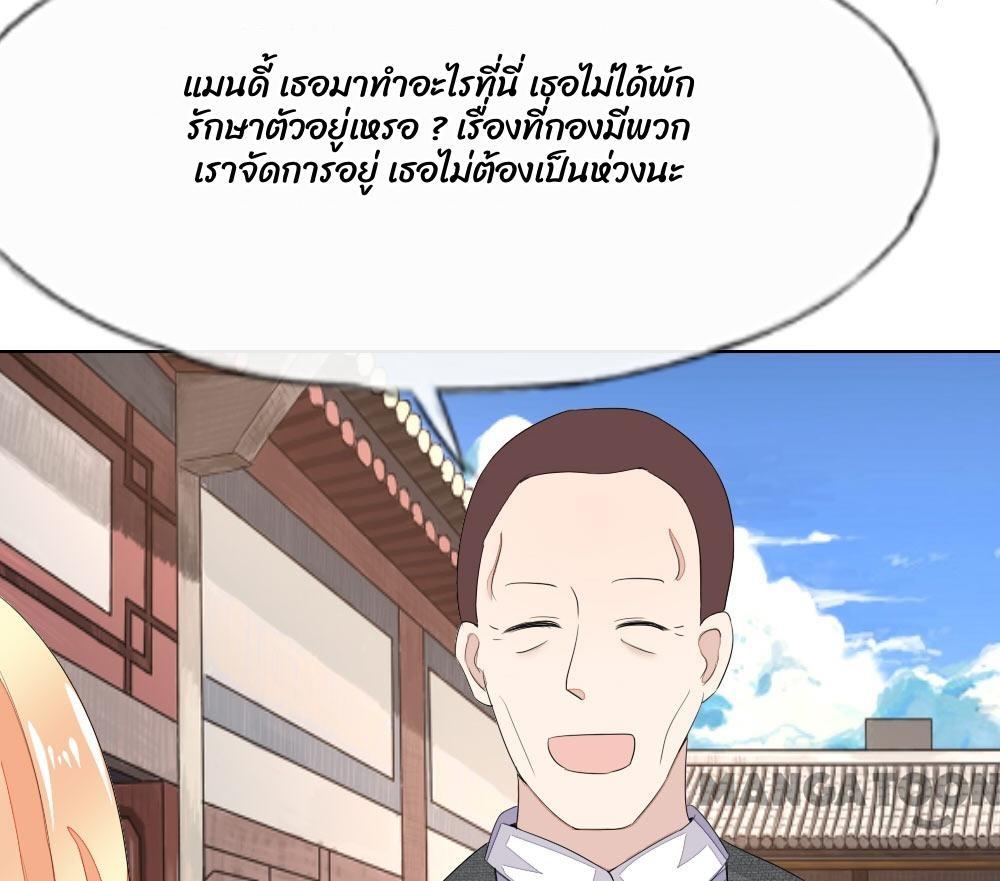 แมนดี้ เธอมาทำอะไรที่นี่ เธอไม่ได้พัก
รักษาตัวอยู่เหรอ ? เรื่องที่กองมีพวก
เราจัดการอยู่ เธอไม่ต้องเป็นห่วงนะ
MANGA TOON